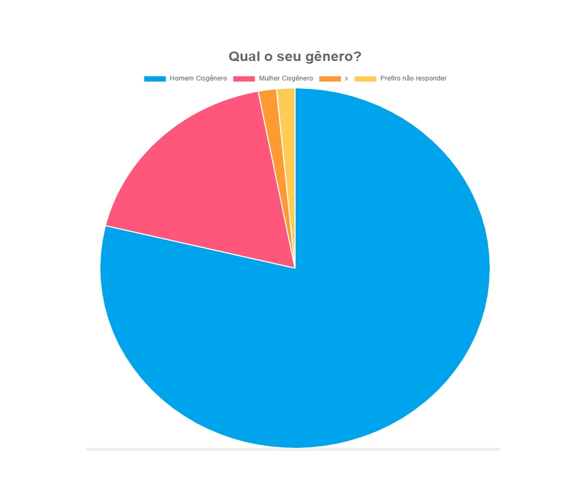 Qual o seu gênero?
Homem Cisgênero Mulher Cisgênero x Prefiro não responder